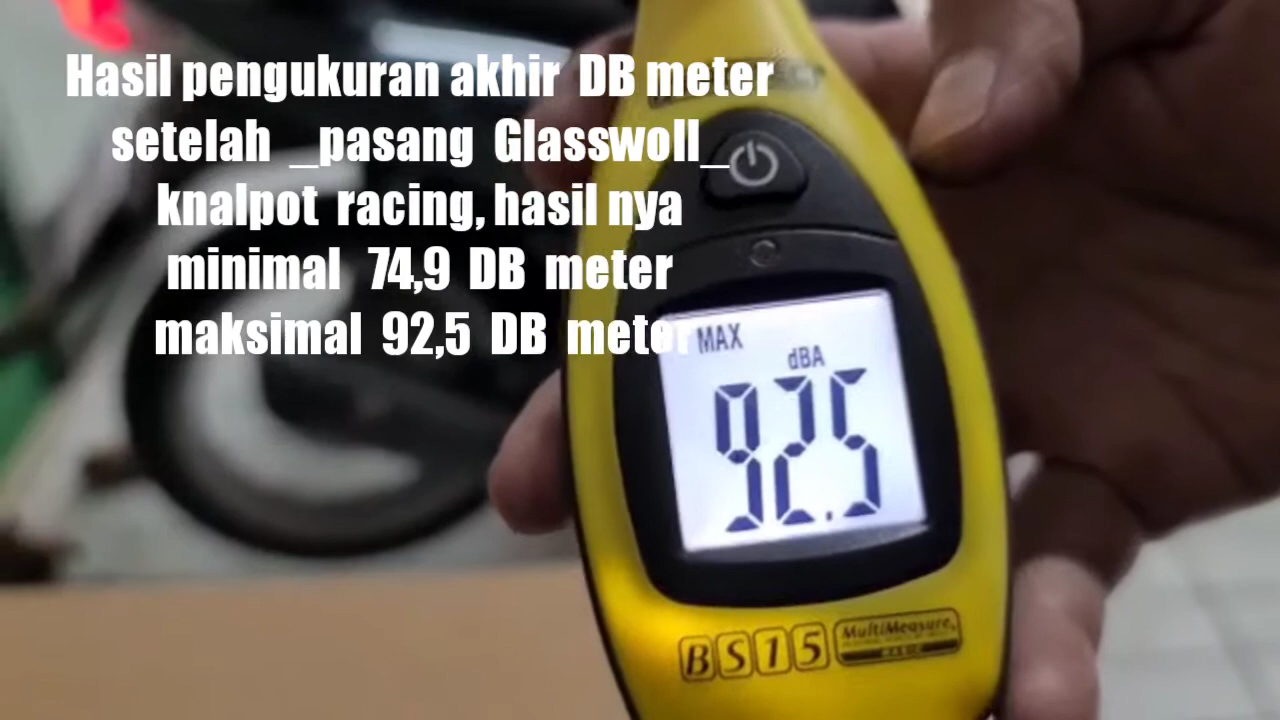 Hasil pengukuran akhir DB meter
setelah _pasang Glasswoll_
knalpot racing, hasil nya
minimal 74,9 DB meter
maksimal 92,5 DB meter
MAX
dBA
92.5
BS15
MultiMeasure